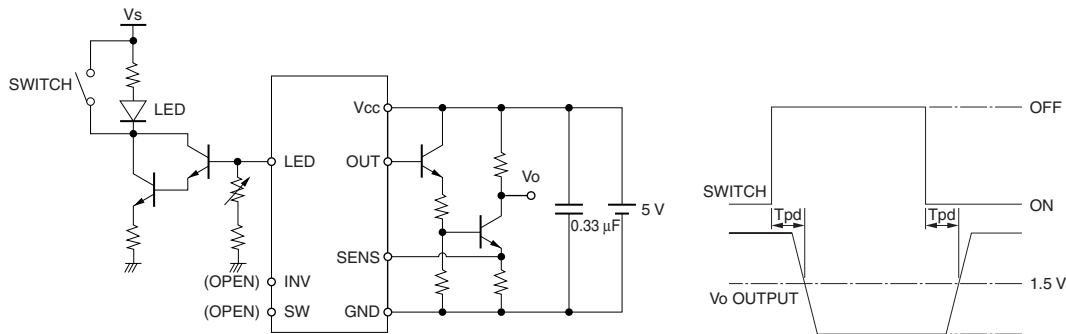 Vs
SWITCH
LED
LED
(OPEN) INV
(OPEN) SW
Vcc
OUT
SENS
GND
Vo
0.33 μF
5 V
OFF
SWITCH
ON
Tpd
Tpd
1.5 V
Vo OUTPUT